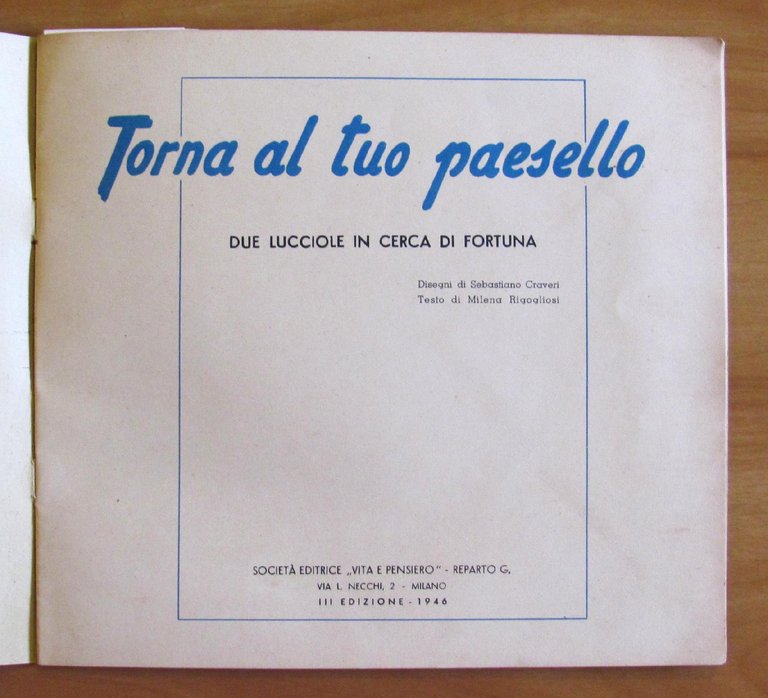 Torna al tuo paesello
DUE LUCCIOLE IN CERCA DI FORTUNA
Disegni di Sebastiano Craveri
Testo di Milena Rigogliosi
SOCIETÀ EDITRICE „VITA E PENSIERO" - REPARTO G.
VIA L. NECCHI, 2 - MILANO
III EDIZIONE - 1946